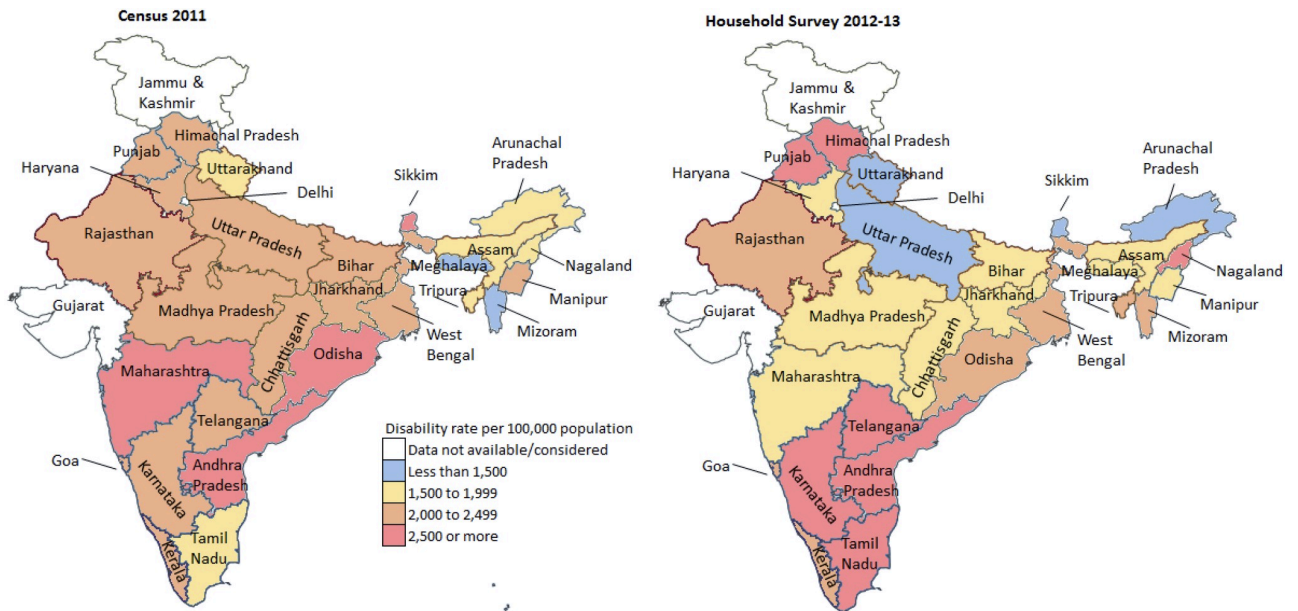 Census 2011
Jammu &
Kashmir
Himachal Pradesh
Punjab
Haryana
Uttarakhand
Delhi
Sikkim
Arunachal
Pradesh
Rajasthan
Uttar Pradesh
Bihar
Assam
Meghalaya
Nagaland
Jharkhand
Tripura
Manipur
Gujarat
Madhya Pradesh
West
Bengal
Mizoram
Chhattisgarh
Odisha
Maharashtra
Telangana
Goa
Karnataka
Andhra
Pradesh
Tamil
Nadu
Kerala
Disability rate per 100,000 population
Data not available/considered
Less than 1,500
1,500 to 1,999
2,000 to 2,499
2,500 or more
Household Survey 2012-13
Jammu &
Kashmir
Himachal Pradesh
Punjab
Haryana
Uttarakhand
Delhi
Sikkim
Arunachal
Pradesh
Rajasthan
Uttar Pradesh
Bihar
Assam
Meghalaya
Nagaland
Jharkhand
Tripura
Manipur
Gujarat
Madhya Pradesh
West
Bengal
Mizoram
Chhattisgarh
Odisha
Maharashtra
Telangana
Goa
Karnataka
Andhra
Pradesh
Tamil
Nadu
Kerala